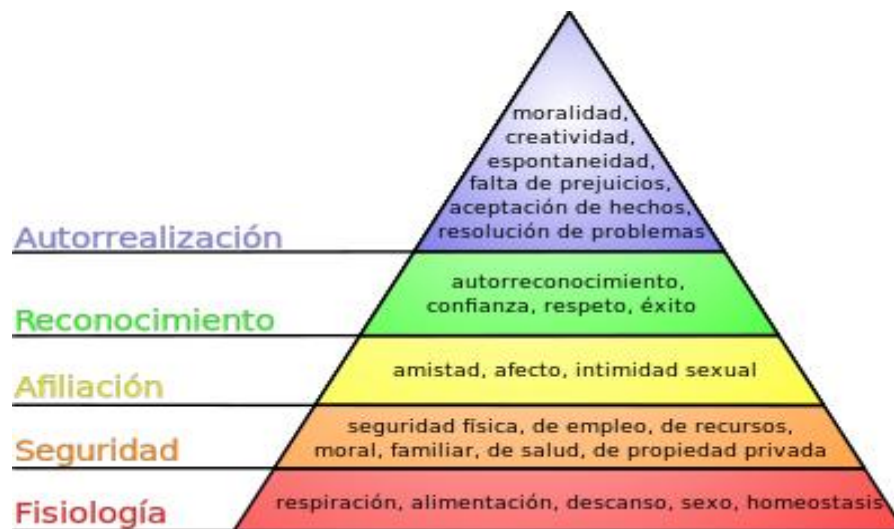 moralidad,
creatividad,
espontaneidad,
falta de prejuicios,
aceptación de hechos,
resolución de problemas
Autorrealización
autorreconocimiento,
confianza, respeto, éxito
Reconocimiento
amistad, afecto, intimidad sexual
Afiliación
seguridad física, de empleo, de recursos,
moral, familiar, de salud, de propiedad privada
Seguridad
respiración, alimentación, descanso, sexo, homeostasis
Fisiología